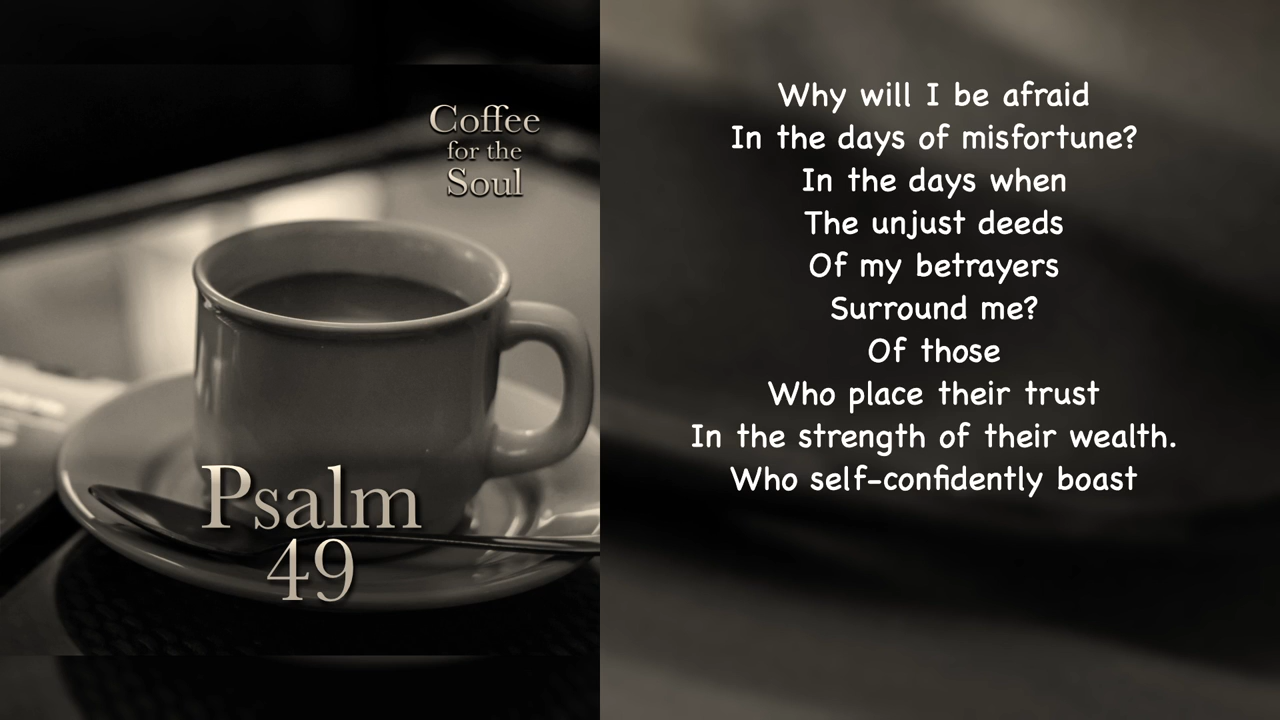 Coffee
for the
Soul
Psalm
49
Why will I be afraid
In the days of misfortune?
In the days when
The unjust deeds
Of my betrayers
Surround me?
Of those
Who place their trust
In the strength of their wealth.
Who self-confidently boast